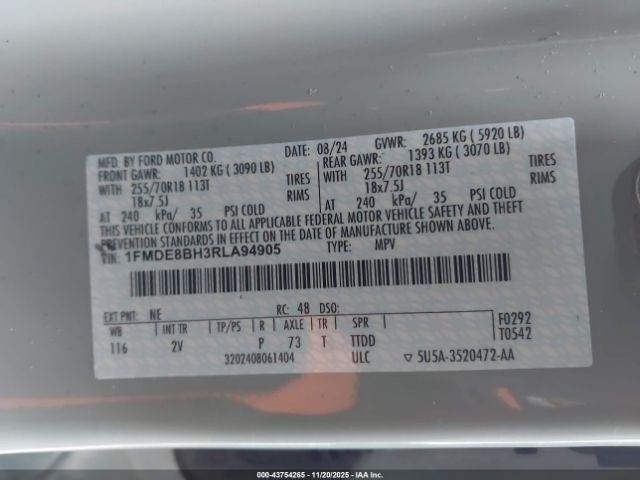 MFD. BY FORD MOTOR CO. DATE: 08/24 GVWR: 2685 KG ( 5920 LB)
FRONT GAWR: 1402 KG ( 3090 LB) REAR GAWR: 1393 KG ( 3070 LB)
WITH 255/70R18 113T TIRES WITH 255/70R18 113T TIRES
18x7.5J RIMS 18x7.5J RIMS
AT 240 kPa/ 35 PSI COLD AT 240 kPa/ 35 PSI COLD
THIS VEHICLE CONFORMS TO ALL APPLICABLE FEDERAL MOTOR VEHICLE SAFETY AND THEFT
PREVENTION STANDARDS IN EFFECT ON THE DATE OF MANUFACTURE SHOWN ABOVE.
VIN: 1FMDE8BH3RLA94905 TYPE: MPV
EXT PNT: NE RC: 48 DSO: F0292
WB INT TR TP/PS R AXLE TR SPR T0542
116 2V P 73 T TTDD
3202408061404 ULC ▽ 5U5A-3520472-AA
000-43754265 - 11/20/2025 - IAA Inc.